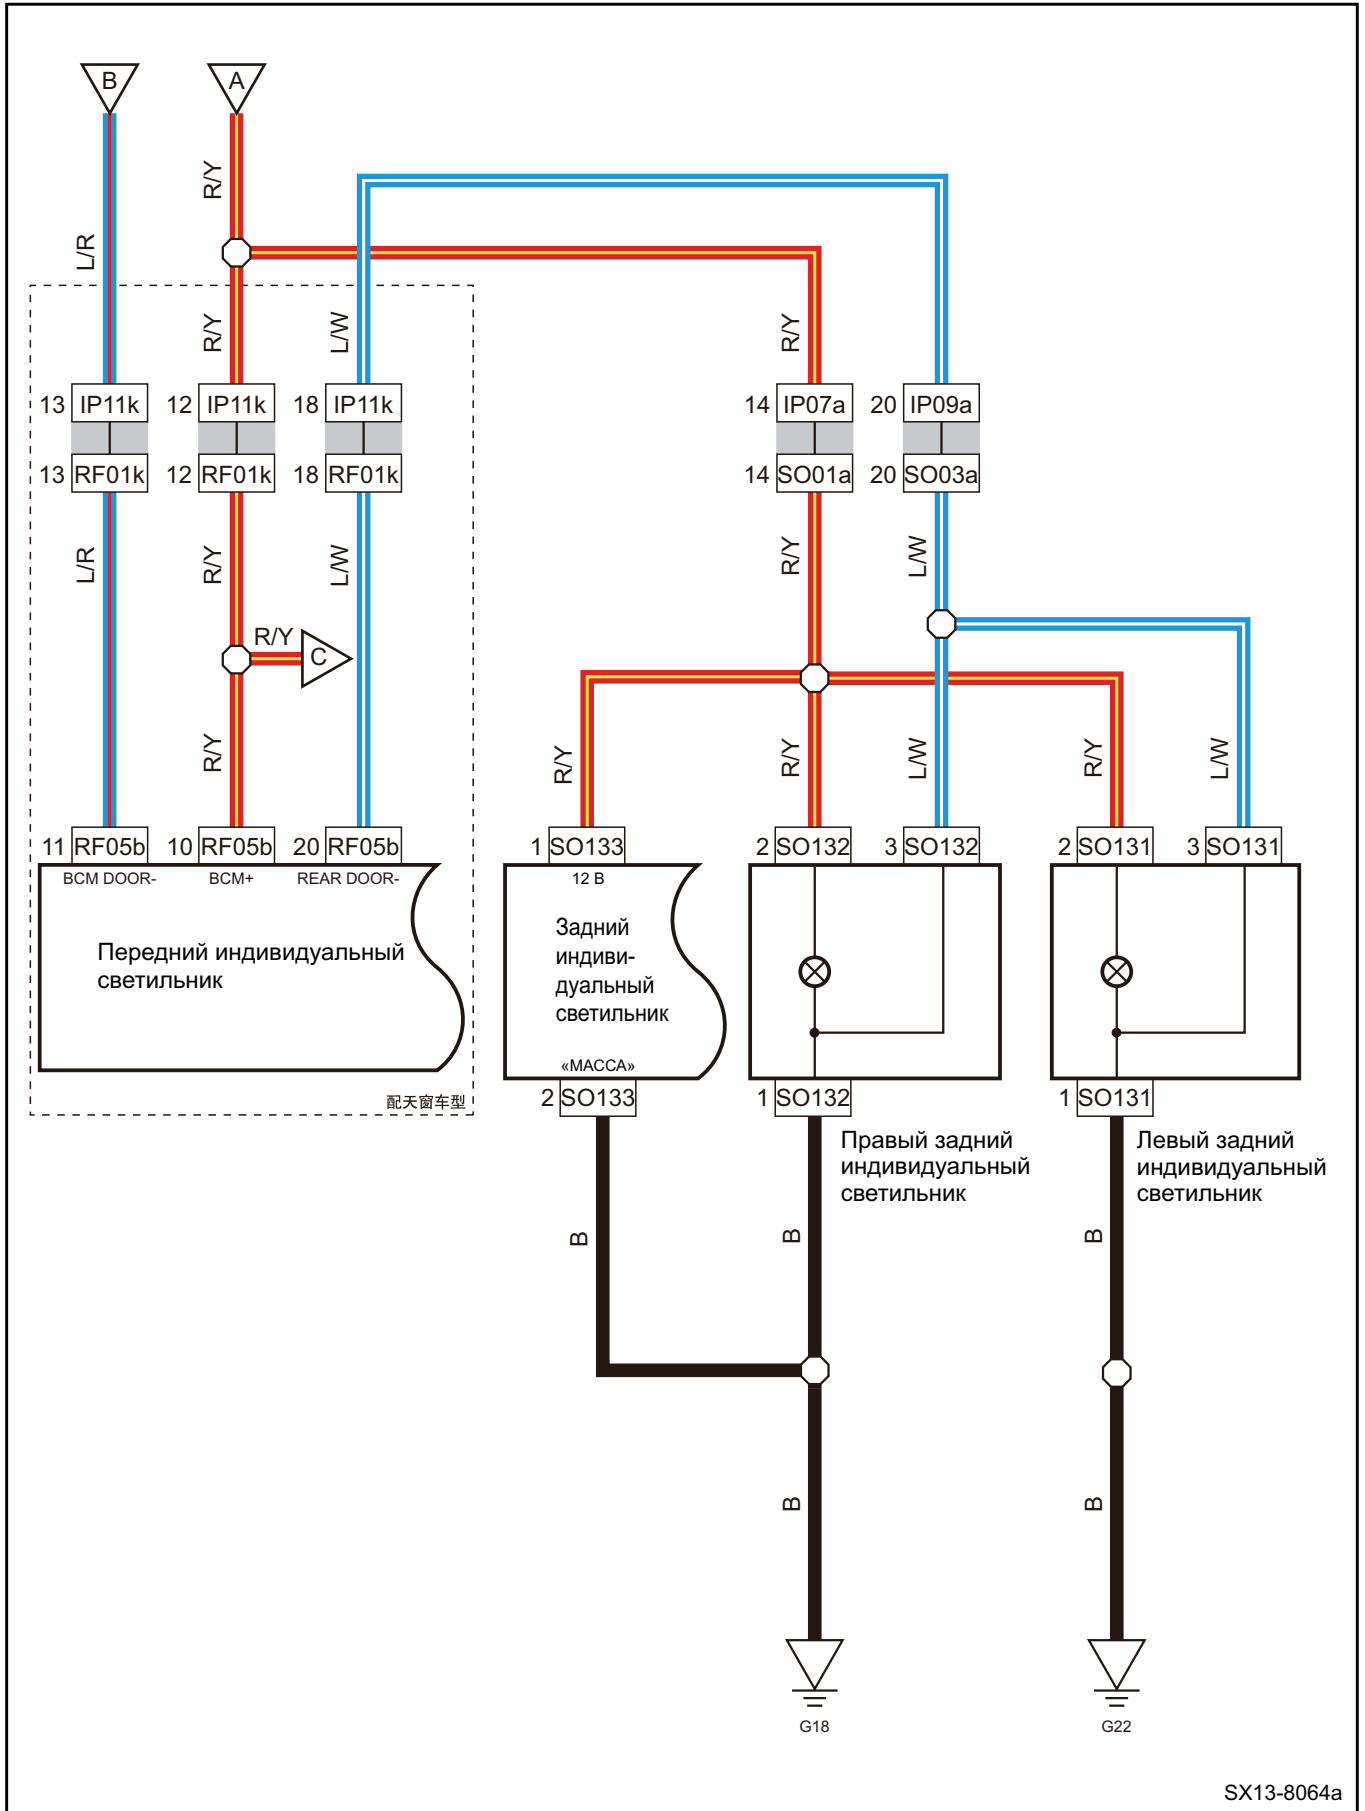 B
A
R/Y
L/R
R/Y
L/W
R/Y
13 IP11k
12 IP11k
18 IP11k
14 IP07a
20 IP09a
13 RF01k
12 RF01k
18 RF01k
14 SO01a
20 SO03a
L/R
R/Y
L/W
R/Y
L/W
R/Y
C
R/Y
R/Y
R/Y
L/W
R/Y
L/W
11 RF05b
10 RF05b
20 RF05b
1 SO133
2 SO132
3 SO132
2 SO131
3 SO131
BCM DOOR-
BCM+
REAR DOOR-
12 В
Передний индивидуальный
светильник
Задний
индиви-
дуальный
светильник
«МАССА»
配天窗车型
2 SO133
1 SO132
1 SO131
Правый задний
индивидуальный
светильник
Левый задний
индивидуальный
светильник
B
B
B
B
B
G18
G22
SX13-8064a